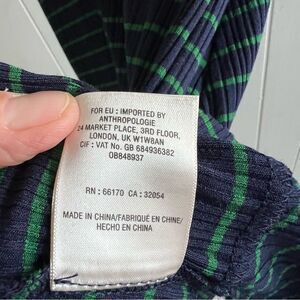 FOR EU : IMPORTED BY
ANTHROPOLOGIE
24 MARKET PLACE, 3RD FLOOR,
LONDON, UK W1W8AN
CIF : VAT No. GB 684936382
OB848937
RN : 66170 CA : 32054
MADE IN CHINA/FABRIQUÉ EN CHINE/
HECHO EN CHINA